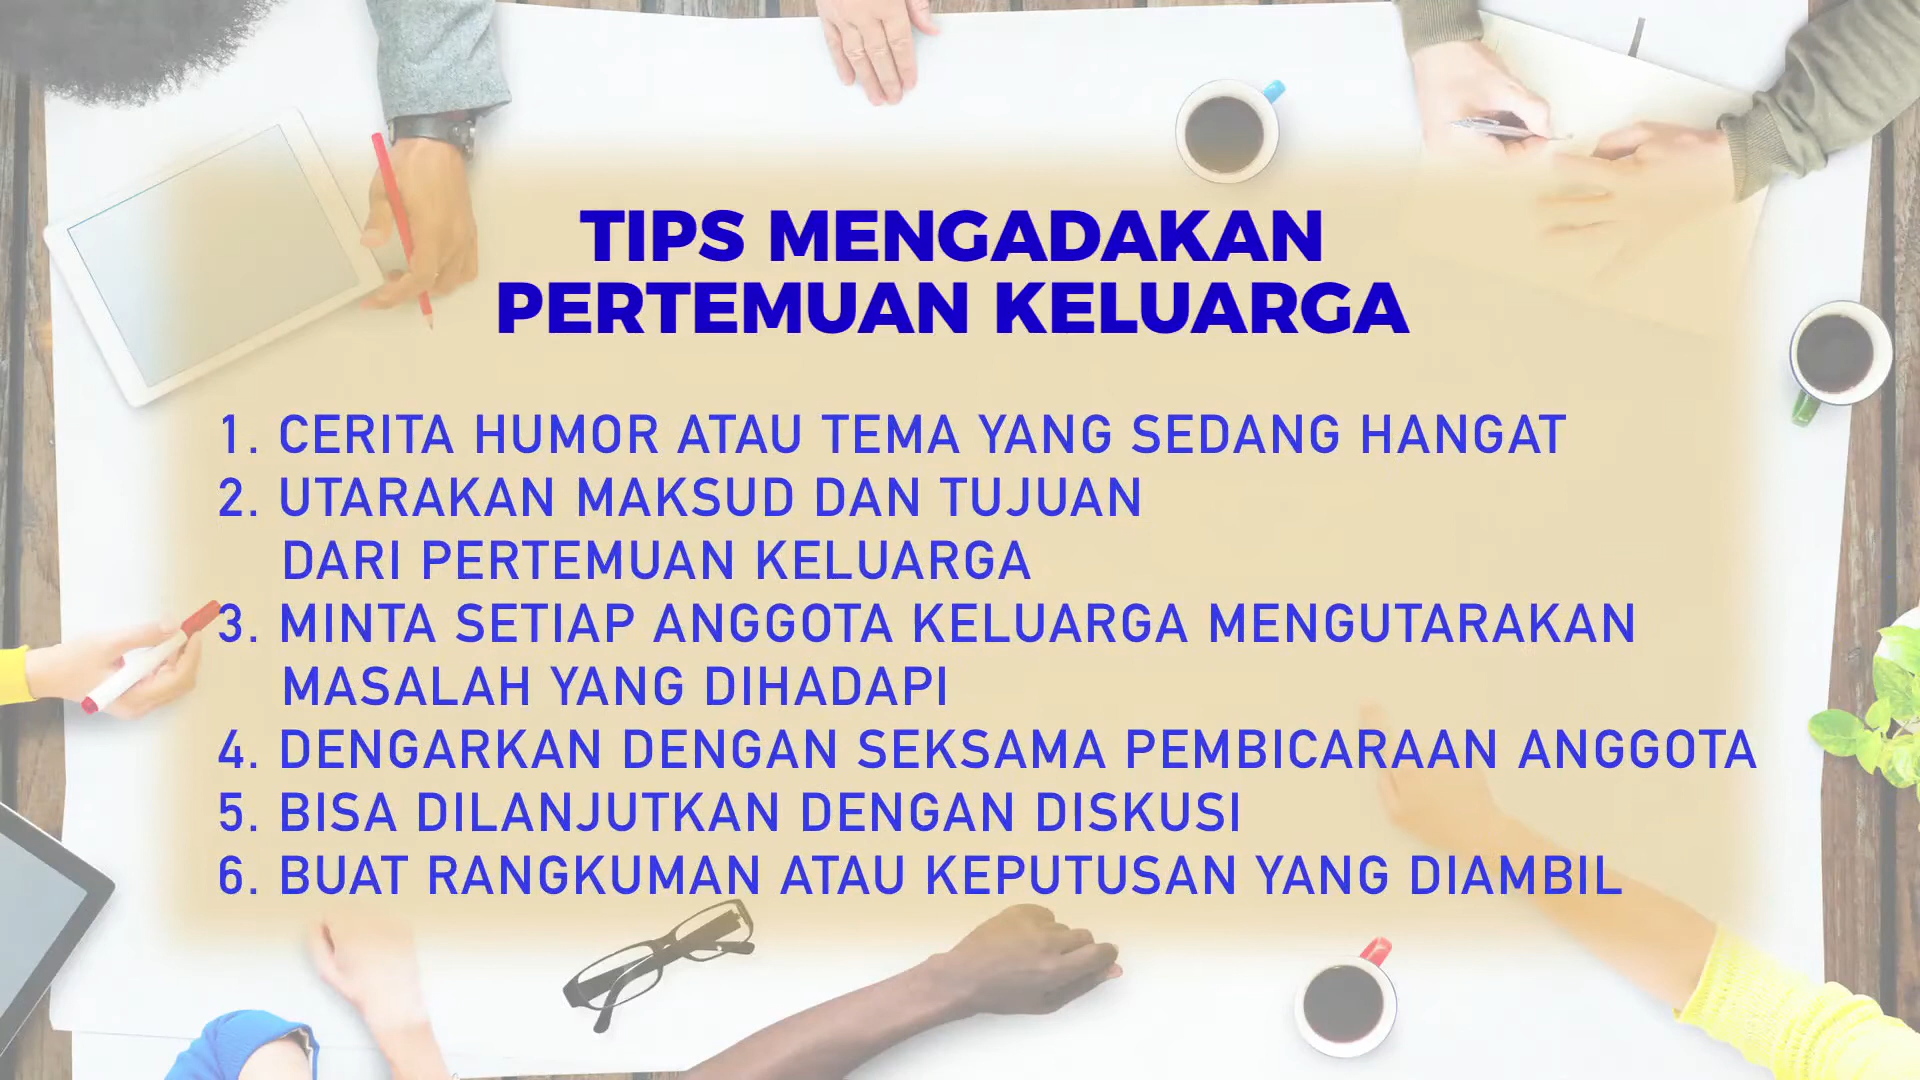 TIPS MENGADAKAN
PERTEMUAN KELUARGA
1. CERITA HUMOR ATAU TEMA YANG SEDANG HANGAT
2. UTARAKAN MAKSUD DAN TUJUAN
DARI PERTEMUAN KELUARGA
3. MINTA SETIAP ANGGOTA KELUARGA MENGUTARAKAN
MASALAH YANG DIHADAPI
4. DENGARKAN DENGAN SEKSAMA PEMBICARAAN ANGGOTA
5. BISA DILANJUTKAN DENGAN DISKUSI
6. BUAT RANGKUMAN ATAU KEPUTUSAN YANG DIAMBIL